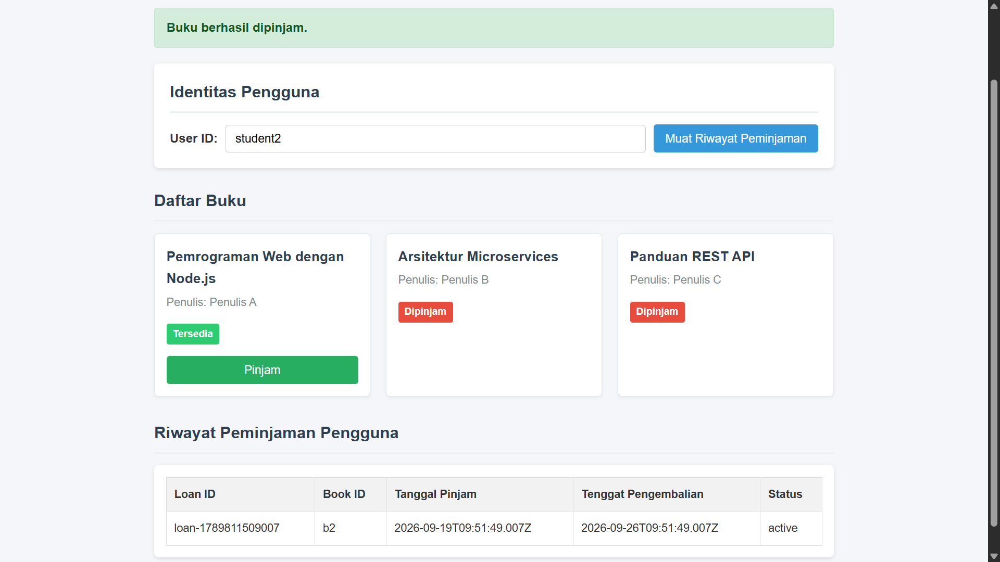 Buku berhasil dipinjam.
Identitas Pengguna
User ID: student2 Muat Riwayat Peminjaman
Daftar Buku
Pemrograman Web dengan
Node.js
Penulis: Penulis A
Tersedia
Pinjam
Arsitektur Microservices
Penulis: Penulis B
Dipinjam
Panduan REST API
Penulis: Penulis C
Dipinjam
Riwayat Peminjaman Pengguna
Loan ID Book ID Tanggal Pinjam Tenggat Pengembalian Status
loan-1789811509007 b2 2026-09-19T09:51:49.007Z 2026-09-26T09:51:49.007Z active